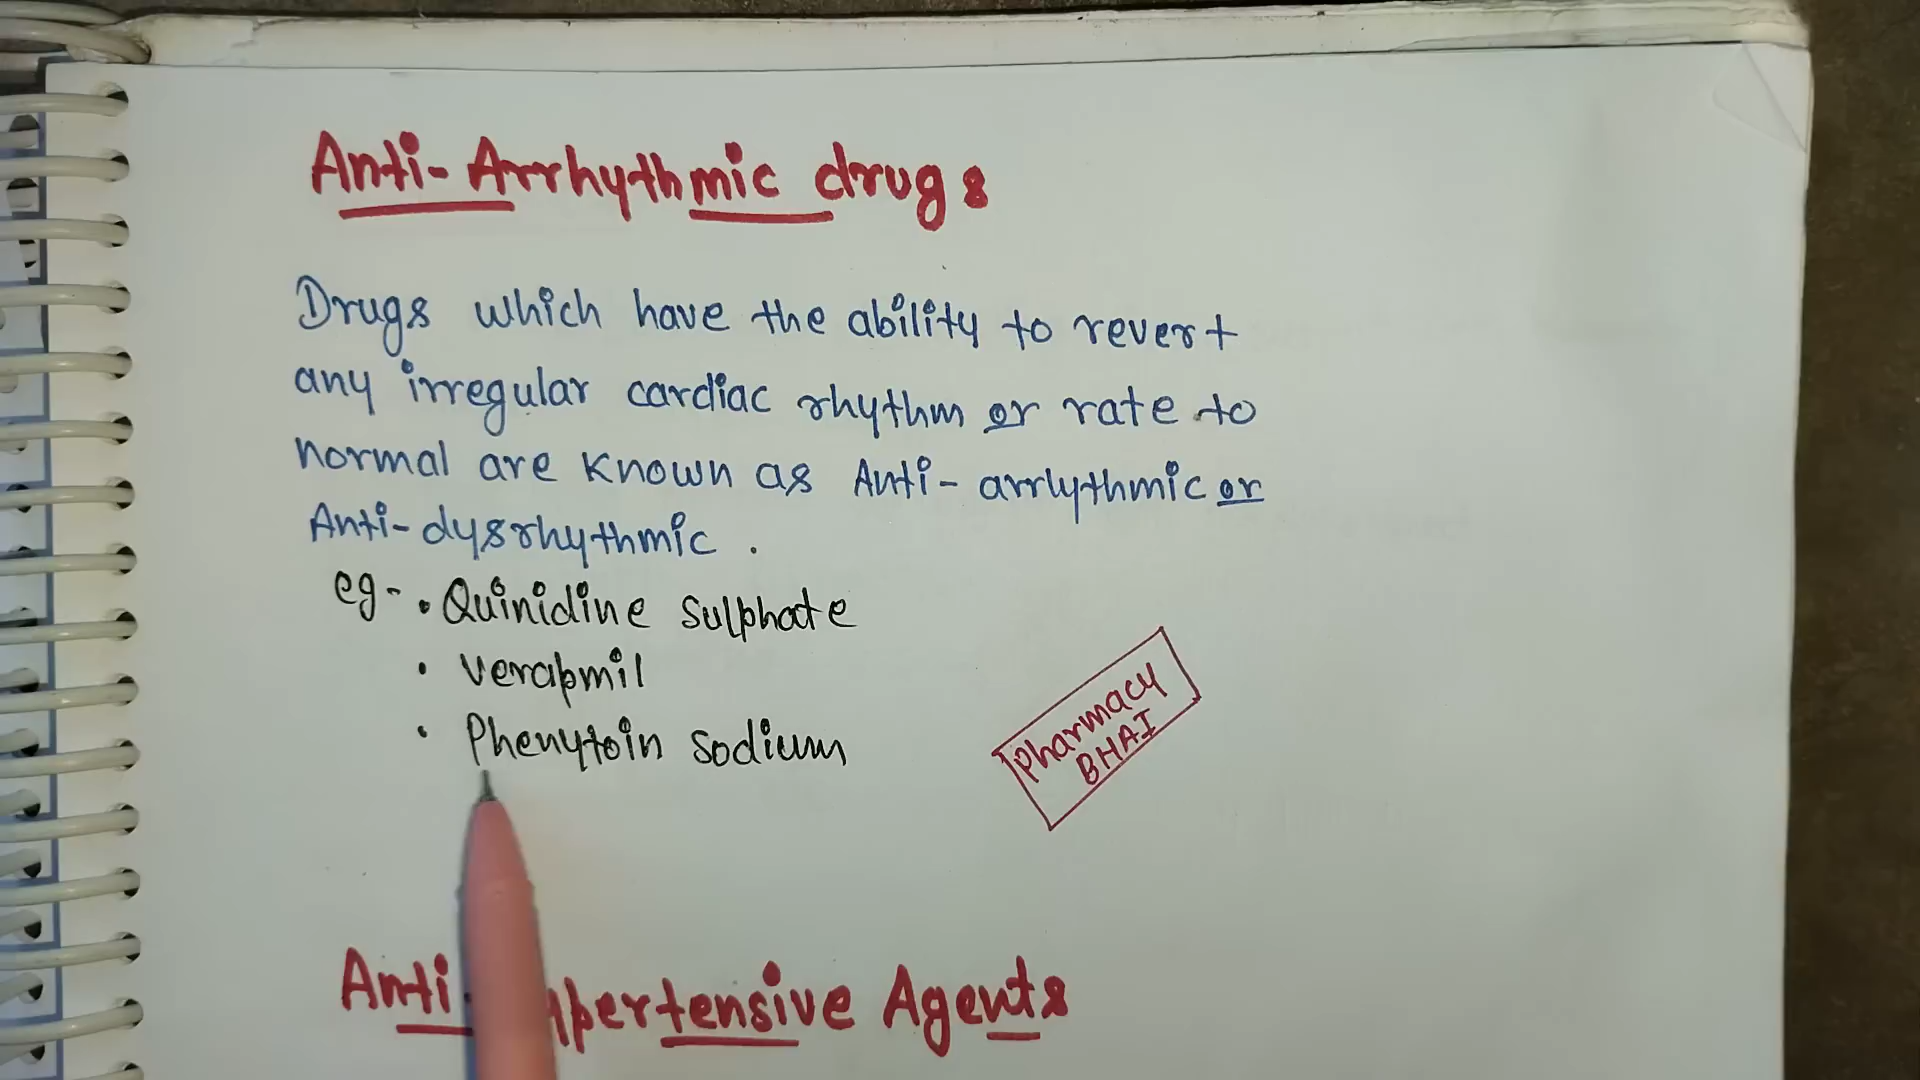 Anti-Arrhythmic drugs
Drugs which have the ability to revert
any irregular cardiac rhythm or rate to
normal are known as Anti-arrlythmic or
Anti-dysrhythmic .
eg- • Quinidine sulphate
• verapmil
• Phenytoin sodium
Pharmacy
BHAI
Anti- pertensive Agents